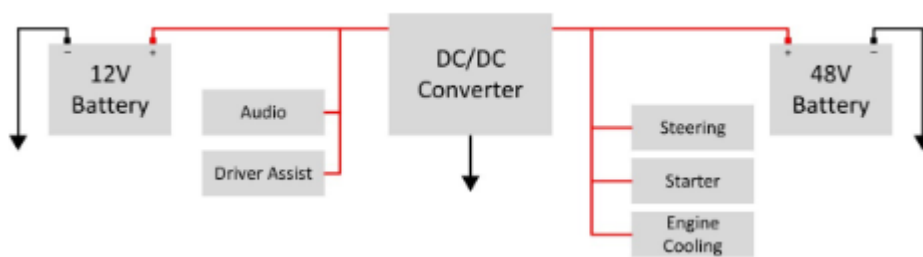 12V
Battery
− +
Audio
Driver Assist
DC/DC
Converter
Steering
Starter
Engine
Cooling
+ −
48V
Battery